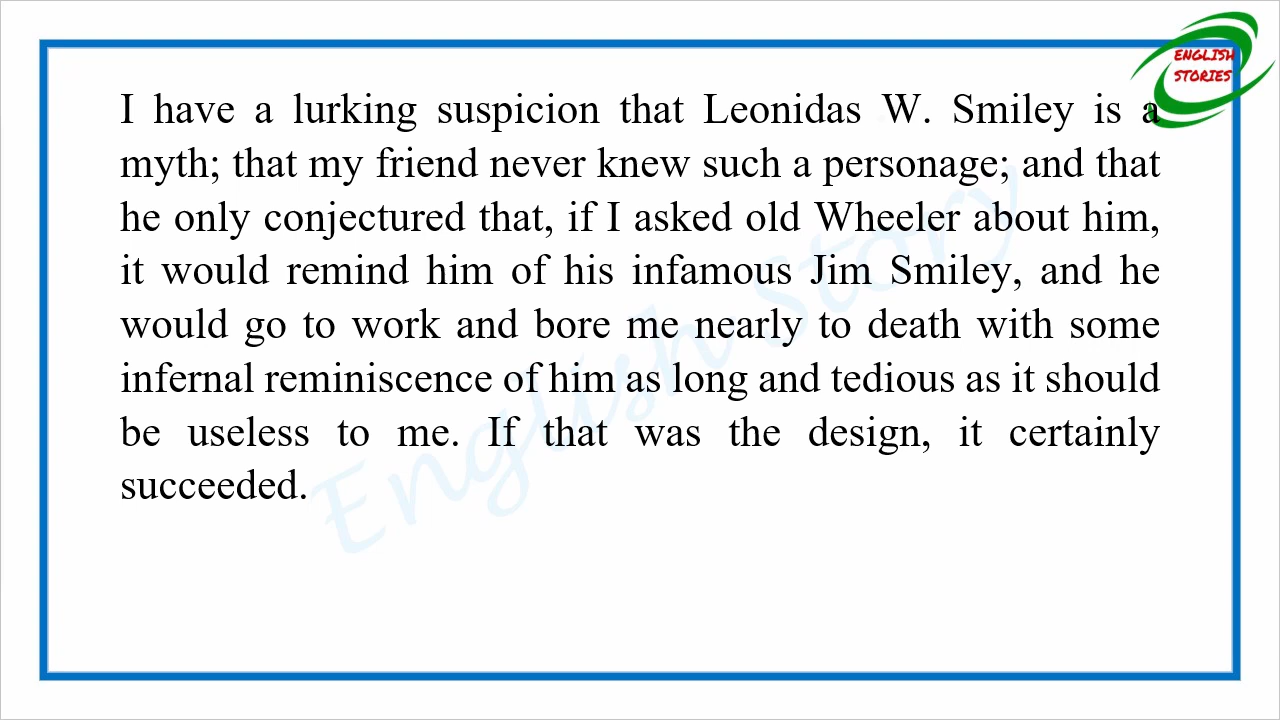 ENGLISH
STORIES
I have a lurking suspicion that Leonidas W. Smiley is a
myth; that my friend never knew such a personage; and that
he only conjectured that, if I asked old Wheeler about him,
it would remind him of his infamous Jim Smiley, and he
would go to work and bore me nearly to death with some
infernal reminiscence of him as long and tedious as it should
be useless to me. If that was the design, it certainly
succeeded.
English Story